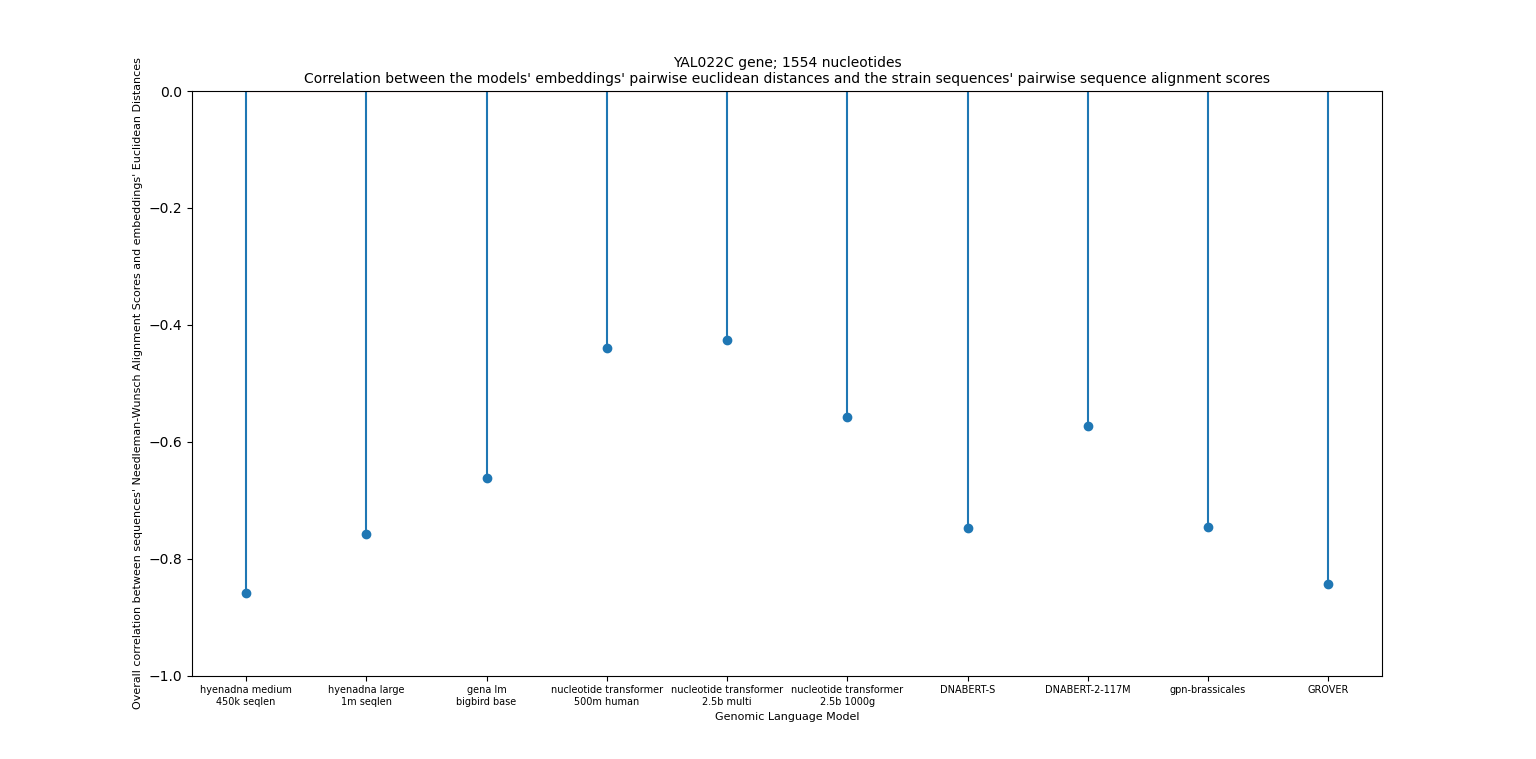 YAL022C gene; 1554 nucleotides
Correlation between the models' embeddings' pairwise euclidean distances and the strain sequences' pairwise sequence alignment scores
Overall correlation between sequences' Needleman-Wunsch Alignment Scores and embeddings' Euclidean Distances
0.0
−0.2
−0.4
−0.6
−0.8
−1.0
hyenadna medium
450k seqlen
hyenadna large
1m seqlen
gena lm
bigbird base
nucleotide transformer
500m human
nucleotide transformer
2.5b multi
nucleotide transformer
2.5b 1000g
DNABERT-S
DNABERT-2-117M
gpn-brassicales
GROVER
Genomic Language Model